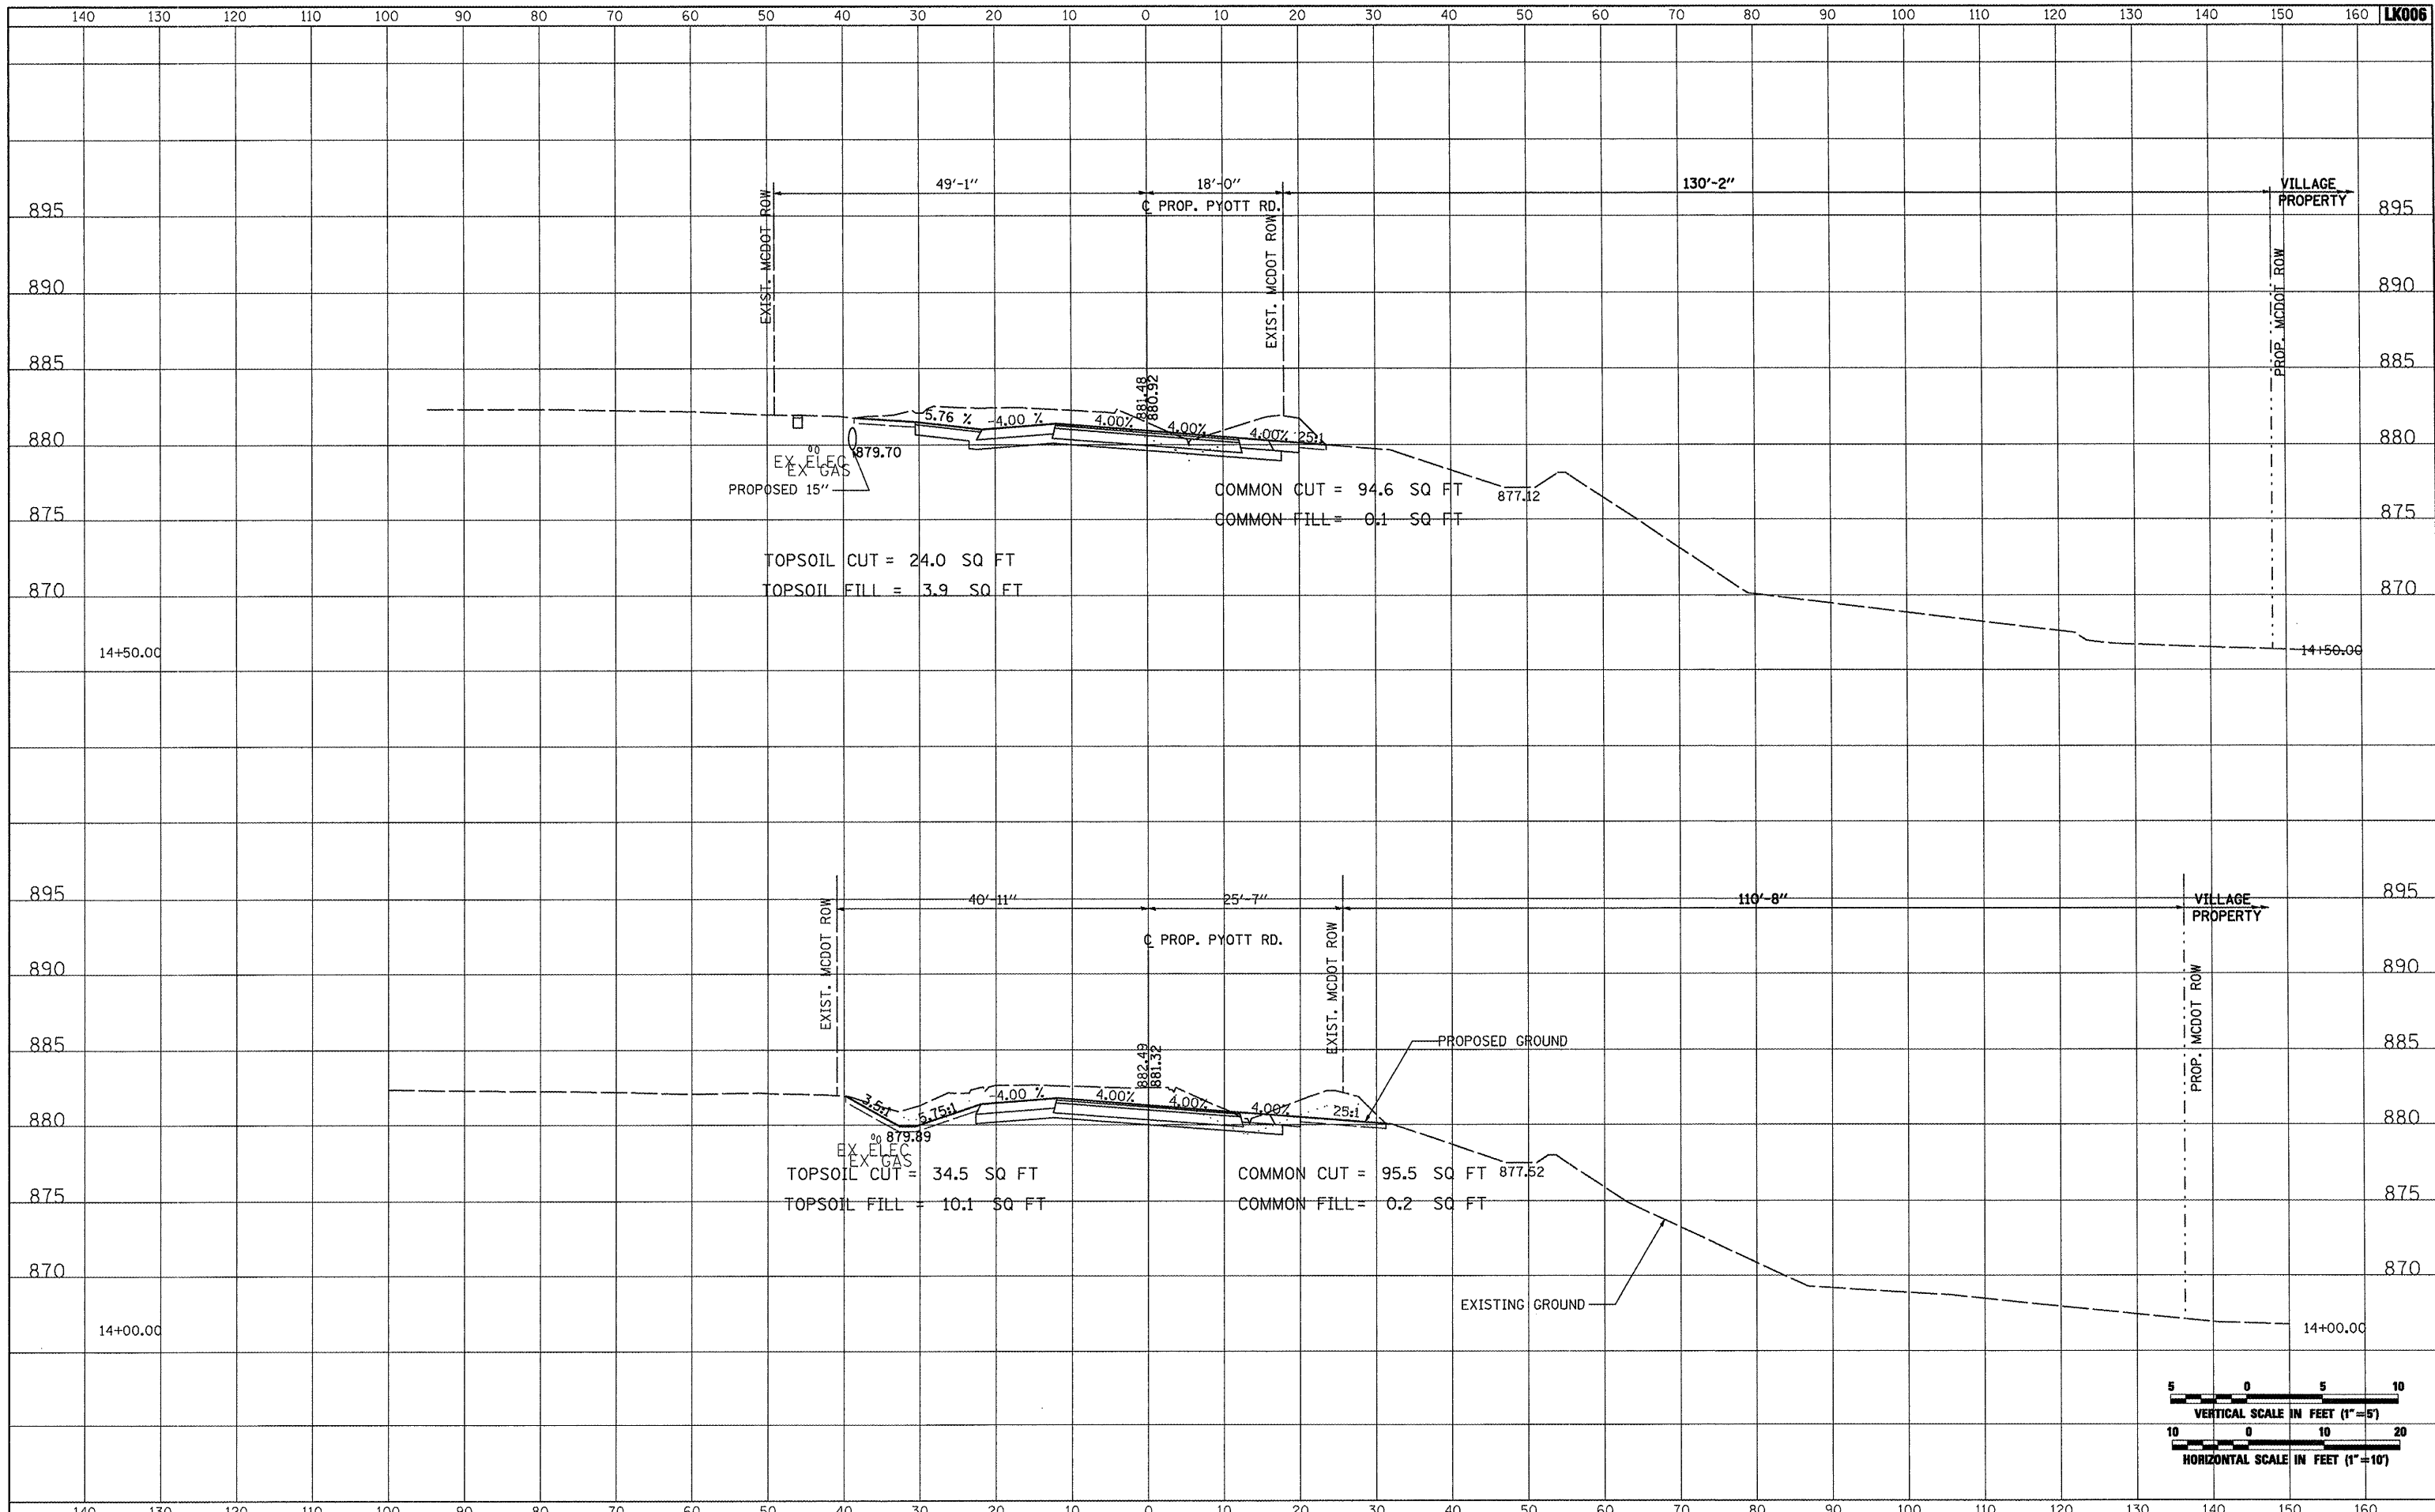 140 130 120 110 100 90 80 70 60 50 40 30 20 10 0 10 20 30 40 50 60 70 80 90 100 110 120 130 140 150 160 LK006
49'-1" 18'-0" 130'-2" VILLAGE
PROPERTY
℄ PROP. PYOTT RD.
EXIST. MCDOT ROW
EXIST. MCDOT ROW
PROP. MCDOT ROW
895 895
890 890
885 885
881.48
880.92
5.76 % -4.00 % 4.00% 4.00% 4.00% 25:1
880 880
879.70
EX ELEC
EX GAS
PROPOSED 15"
COMMON CUT = 94.6 SQ FT
877.12
COMMON FILL= 0.1 SQ FT
875 875
TOPSOIL CUT = 24.0 SQ FT
TOPSOIL FILL = 3.9 SQ FT
870 870
14+50.00 14+50.00
895 895
40'-11" 25'-7" 110'-8" VILLAGE
PROPERTY
℄ PROP. PYOTT RD.
EXIST. MCDOT ROW
EXIST. MCDOT ROW
PROP. MCDOT ROW
890 890
885 885
PROPOSED GROUND
882.49
881.32
3.5:1 5.75:1 -4.00 % 4.00% 4.00% 4.00% 25:1
880 880
879.89
EX ELEC
EX GAS
TOPSOIL CUT = 34.5 SQ FT COMMON CUT = 95.5 SQ FT 877.52
875 875
TOPSOIL FILL = 10.1 SQ FT COMMON FILL= 0.2 SQ FT
870 870
EXISTING GROUND
14+00.00 14+00.00
5 0 5 10
VERTICAL SCALE IN FEET (1"=5')
10 0 10 20
HORIZONTAL SCALE IN FEET (1"=10')
140 130 120 110 100 90 80 70 60 50 40 30 20 10 0 10 20 30 40 50 60 70 80 90 100 110 120 130 140 150 160